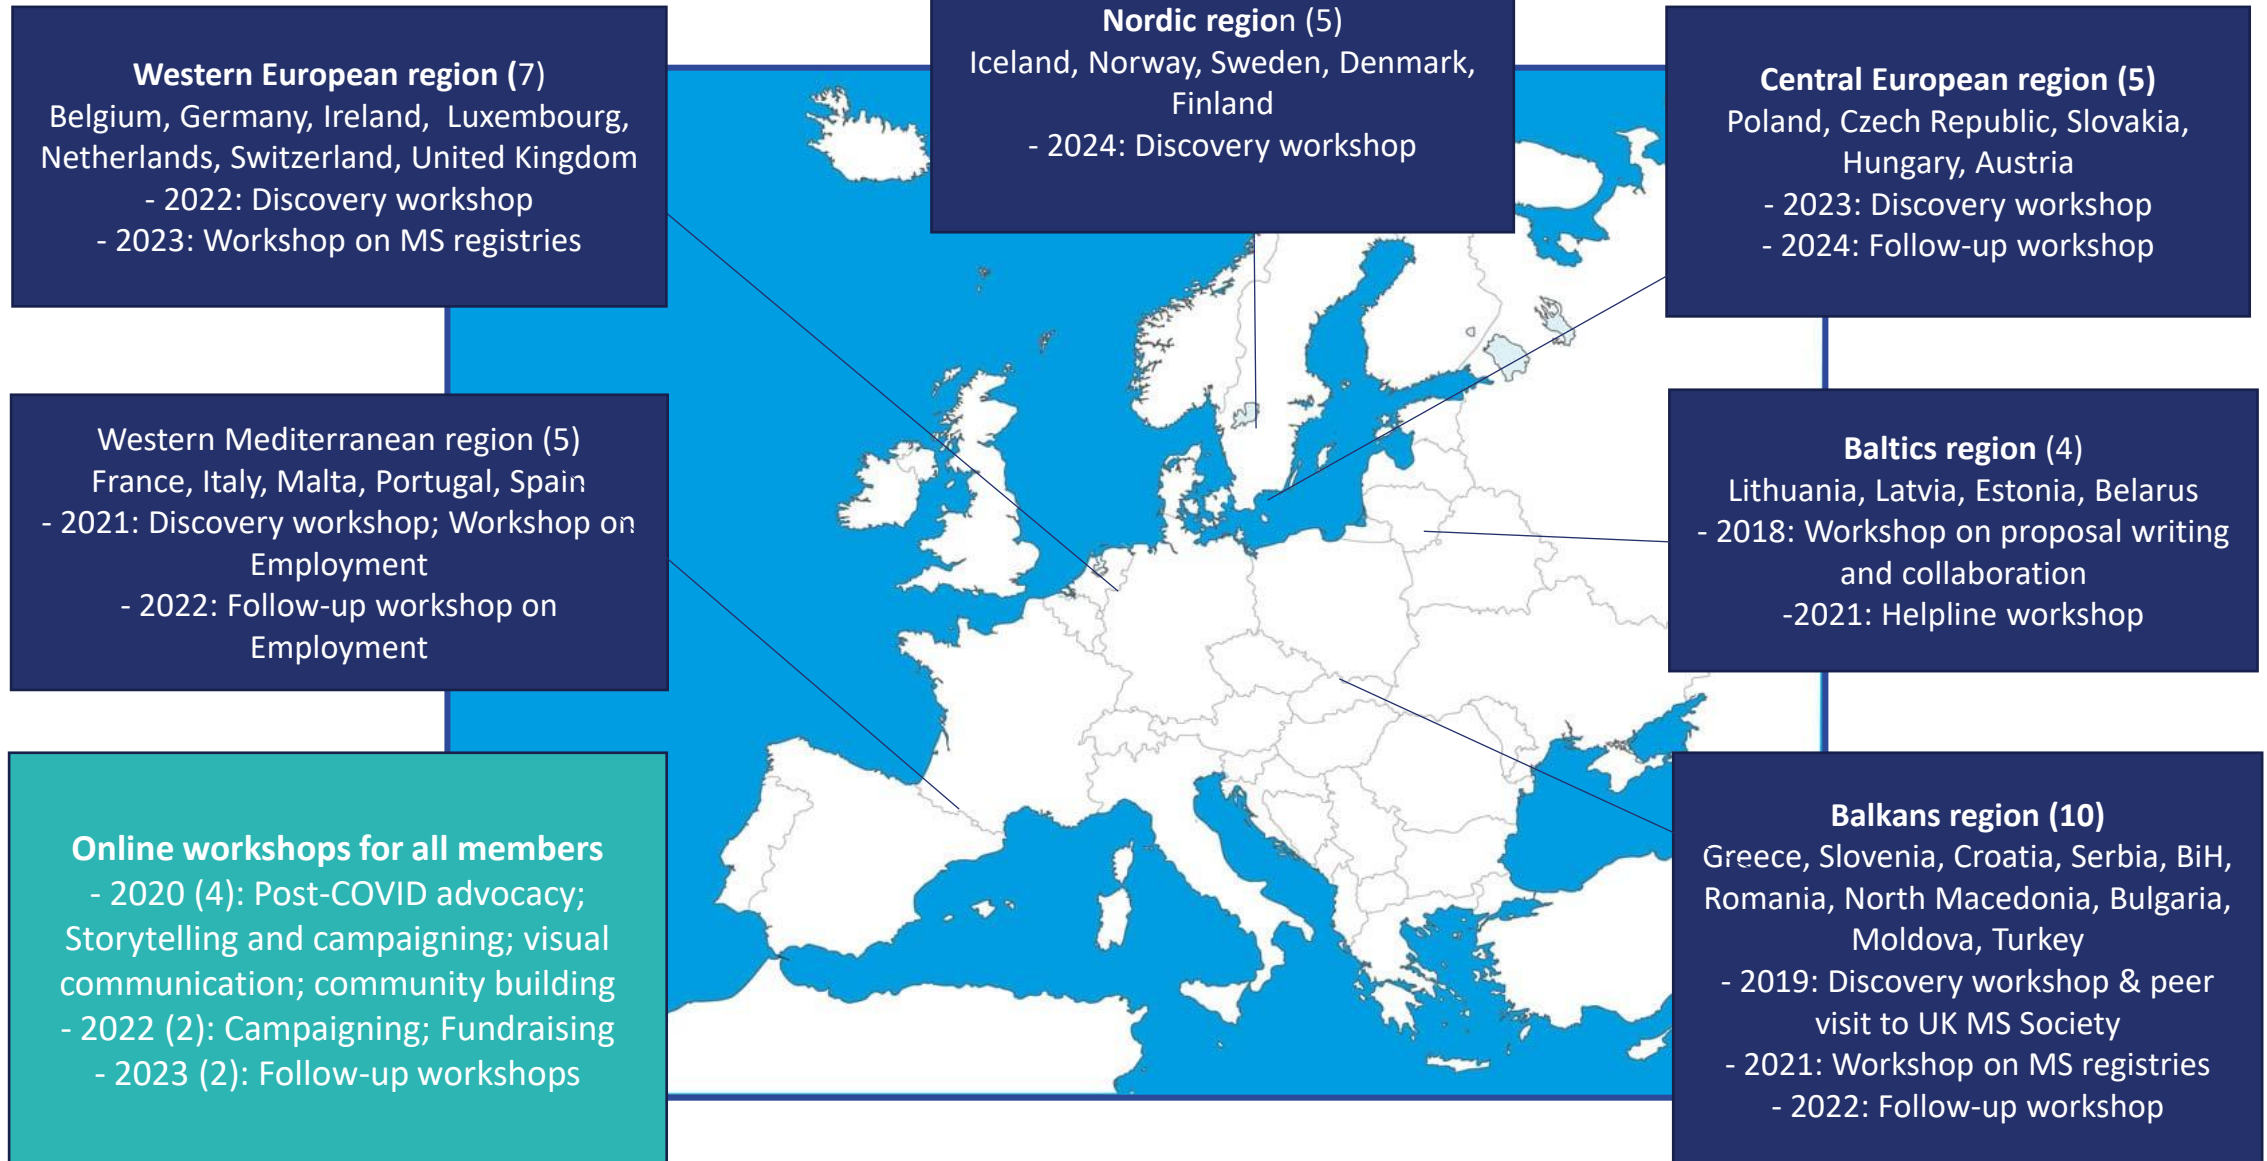 Western European region (7)
Belgium, Germany, Ireland, Luxembourg,
Netherlands, Switzerland, United Kingdom
- 2022: Discovery workshop
- 2023: Workshop on MS registries
Nordic region (5)
Iceland, Norway, Sweden, Denmark,
Finland
- 2024: Discovery workshop
Central European region (5)
Poland, Czech Republic, Slovakia,
Hungary, Austria
- 2023: Discovery workshop
- 2024: Follow-up workshop
Western Mediterranean region (5)
France, Italy, Malta, Portugal, Spain
- 2021: Discovery workshop; Workshop on
Employment
- 2022: Follow-up workshop on
Employment
Baltics region (4)
Lithuania, Latvia, Estonia, Belarus
- 2018: Workshop on proposal writing
and collaboration
-2021: Helpline workshop
Online workshops for all members
- 2020 (4): Post-COVID advocacy;
Storytelling and campaigning; visual
communication; community building
- 2022 (2): Campaigning; Fundraising
- 2023 (2): Follow-up workshops
Balkans region (10)
Greece, Slovenia, Croatia, Serbia, BiH,
Romania, North Macedonia, Bulgaria,
Moldova, Turkey
- 2019: Discovery workshop & peer
visit to UK MS Society
- 2021: Workshop on MS registries
- 2022: Follow-up workshop